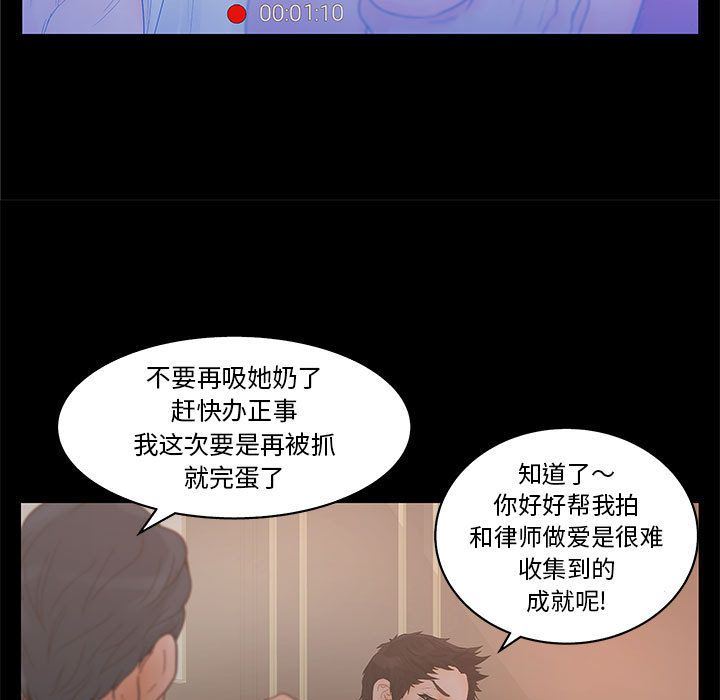 00:01:10
不要再吸她奶了
赶快办正事
我这次要是再被抓
就完蛋了
知道了～
你好好帮我拍
和律师做爱是很难
收集到的
成就呢!